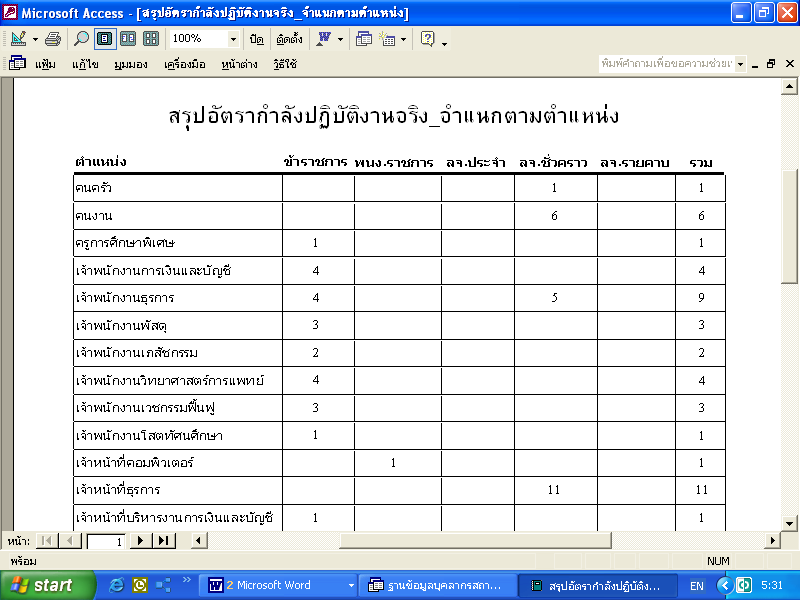 Microsoft Access - [สรุปอัตรากำลังปฏิบัติงานจริง_จำแนกตามตำแหน่ง]
100% ปิด ติดตั้ง
แฟ้ม แก้ไข มุมมอง เครื่องมือ หน้าต่าง วิธีใช้ พิมพ์คำถามเพื่อขอความช่วยเ
สรุปอัตรากำลังปฏิบัติงานจริง_จำแนกตามตำแหน่ง
ตำแหน่ง ข้าราชการ พนง.ราชการ ลจ.ประจำ ลจ.ชั่วคราว ลจ.รายคาบ รวม
คนครัว 1 1
คนงาน 6 6
ครูการศึกษาพิเศษ 1 1
เจ้าพนักงานการเงินและบัญชี 4 4
เจ้าพนักงานธุรการ 4 5 9
เจ้าพนักงานพัสดุ 3 3
เจ้าพนักงานเภสัชกรรม 2 2
เจ้าพนักงานวิทยาศาสตร์การแพทย์ 4 4
เจ้าพนักงานเวชกรรมฟื้นฟู 3 3
เจ้าพนักงานโสตทัศนศึกษา 1 1
เจ้าหน้าที่คอมพิวเตอร์ 1 1
เจ้าหน้าที่ธุรการ 11 11
เจ้าหน้าที่บริหารงานการเงินและบัญชี 1 1
หน้า: 1
พร้อม NUM
start 2 Microsoft Word ฐานข้อมูลบุคลากรสถา... สรุปอัตรากำลังปฏิบัติง... EN 5:31